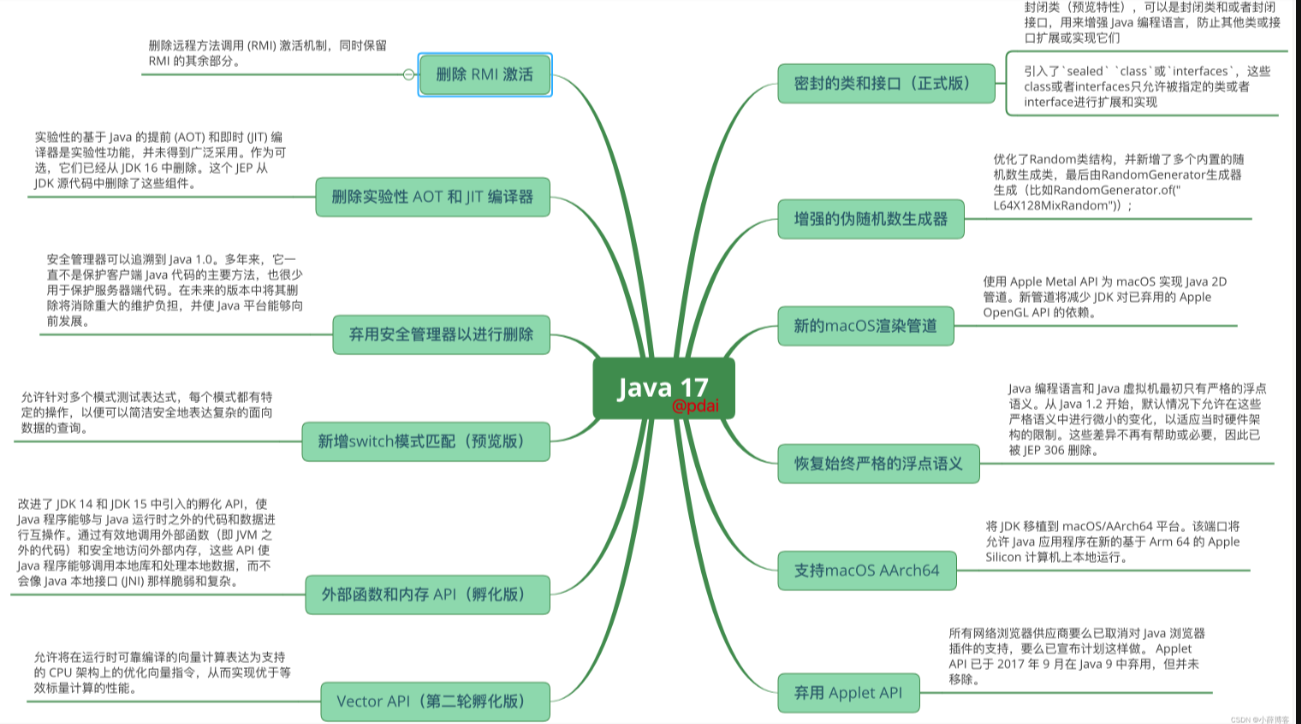 Java 17
@pdai
删除远程方法调用 (RMI) 激活机制，同时保留
RMI 的其余部分。
删除 RMI 激活
实验性的基于 Java 的提前 (AOT) 和即时 (JIT) 编
译器是实验性功能，并未得到广泛采用。作为可
选，它们已经从 JDK 16 中删除。这个 JEP 从
JDK 源代码中删除了这些组件。
删除实验性 AOT 和 JIT 编译器
安全管理器可以追溯到 Java 1.0。多年来，它一
直不是保护客户端 Java 代码的主要方法，也很少
用于保护服务器端代码。在未来的版本中将其删
除将消除重大的维护负担，并使 Java 平台能够向
前发展。
弃用安全管理器以进行删除
允许针对多个模式测试表达式，每个模式都有特
定的操作，以便可以简洁安全地表达复杂的面向
数据的查询。
新增switch模式匹配（预览版）
改进了 JDK 14 和 JDK 15 中引入的孵化 API，使
Java 程序能够与 Java 运行时之外的代码和数据进
行互操作。通过有效地调用外部函数（即 JVM 之
外的代码）和安全地访问外部内存，这些 API 使
Java 程序能够调用本地库和处理本地数据，而不
会像 Java 本地接口 (JNI) 那样脆弱和复杂。
外部函数和内存 API（孵化版）
允许将在运行时可靠编译的向量计算表达为支持
的 CPU 架构上的优化向量指令，从而实现优于等
效标量计算的性能。
Vector API（第二轮孵化版）
封闭类（预览特性），可以是封闭类和或者封闭
接口，用来增强 Java 编程语言，防止其他类或接
口扩展或实现它们
密封的类和接口（正式版）
引入了`sealed` `class`或`interfaces`，这些
class或者interfaces只允许被指定的类或者
interface进行扩展和实现
优化了Random类结构，并新增了多个内置的随
机数生成类，最后由RandomGenerator生成器
生成（比如RandomGenerator.of("
L64X128MixRandom")）;
增强的伪随机数生成器
使用 Apple Metal API 为 macOS 实现 Java 2D
管道。新管道将减少 JDK 对已弃用的 Apple
OpenGL API 的依赖。
新的macOS渲染管道
Java 编程语言和 Java 虚拟机最初只有严格的浮点
语义。从 Java 1.2 开始，默认情况下允许在这些
严格语义中进行微小的变化，以适应当时硬件架
构的限制。这些差异不再有帮助或必要，因此已
被 JEP 306 删除。
恢复始终严格的浮点语义
将 JDK 移植到 macOS/AArch64 平台。该端口将
允许 Java 应用程序在新的基于 Arm 64 的 Apple
Silicon 计算机上本地运行。
支持macOS AArch64
所有网络浏览器供应商要么已取消对 Java 浏览器
插件的支持，要么已宣布计划这样做。 Applet
API 已于 2017 年 9 月在 Java 9 中弃用，但并未
移除。
弃用 Applet API
CSDN @小薛博客